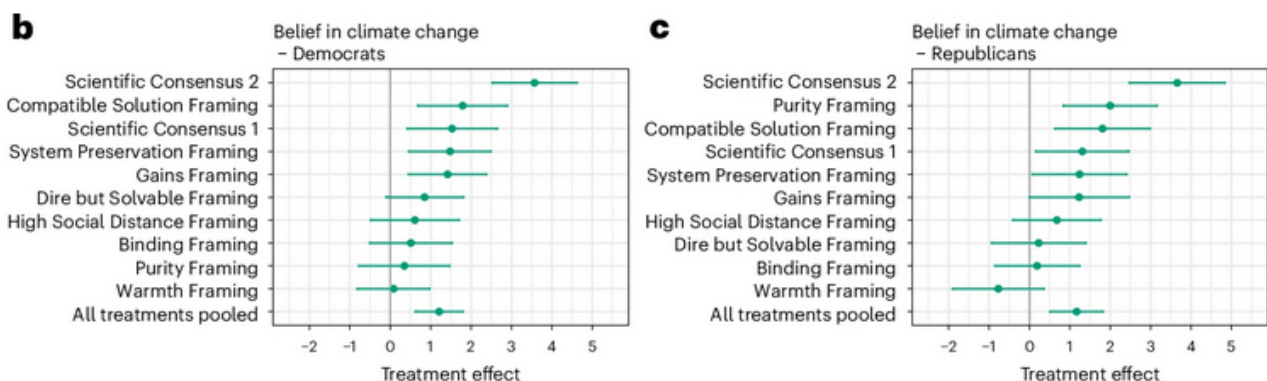 b
Belief in climate change
– Democrats
Scientific Consensus 2
Compatible Solution Framing
Scientific Consensus 1
System Preservation Framing
Gains Framing
Dire but Solvable Framing
High Social Distance Framing
Binding Framing
Purity Framing
Warmth Framing
All treatments pooled
−2 −1 0 1 2 3 4 5
Treatment effect
c
Belief in climate change
– Republicans
Scientific Consensus 2
Purity Framing
Compatible Solution Framing
Scientific Consensus 1
System Preservation Framing
Gains Framing
High Social Distance Framing
Dire but Solvable Framing
Binding Framing
Warmth Framing
All treatments pooled
−2 −1 0 1 2 3 4 5
Treatment effect